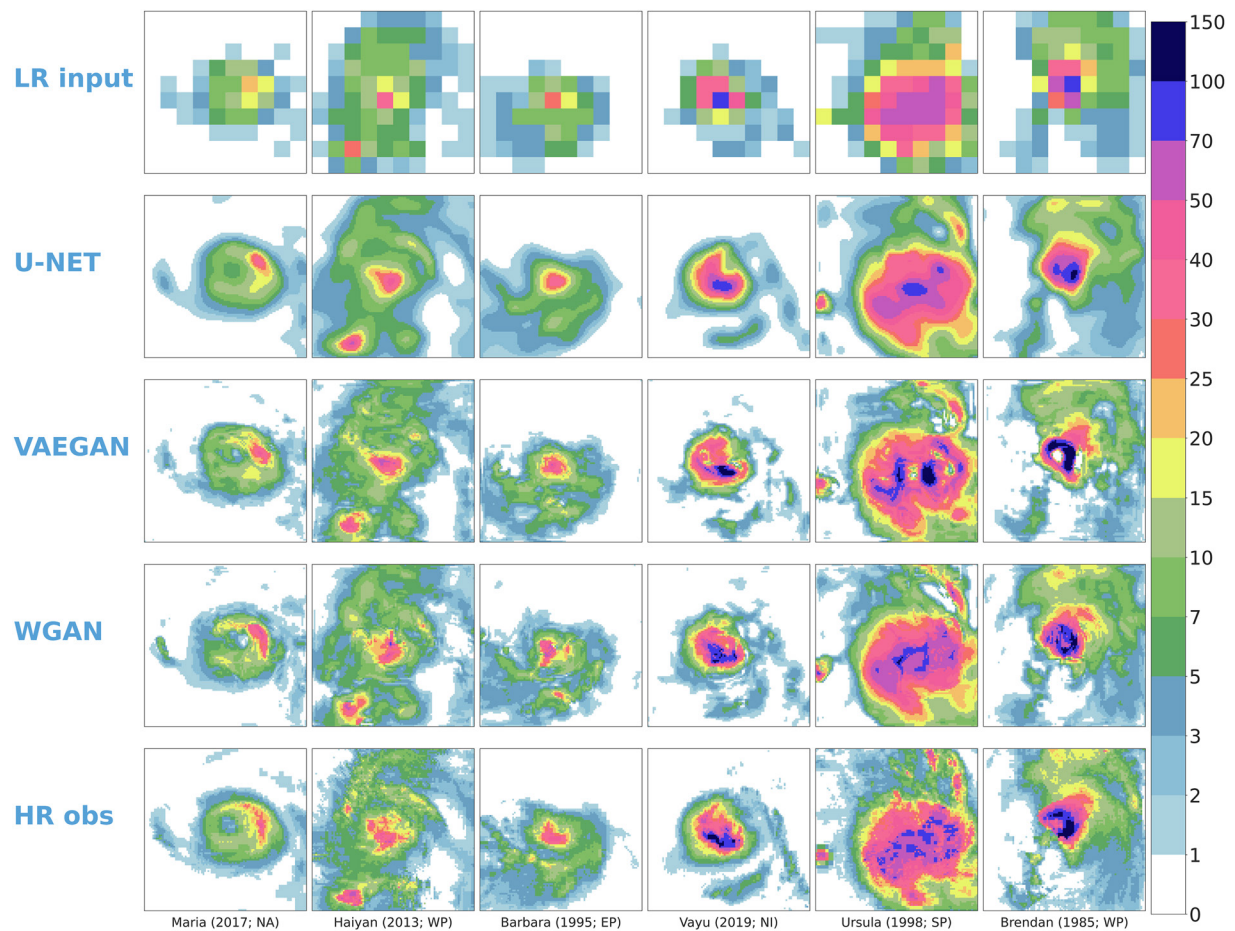 LR input
U-NET
VAEGAN
WGAN
HR obs
Maria (2017; NA) Haiyan (2013; WP) Barbara (1995; EP) Vayu (2019; NI) Ursula (1998; SP) Brendan (1985; WP)
150
100
70
50
40
30
25
20
15
10
7
5
3
2
1
0